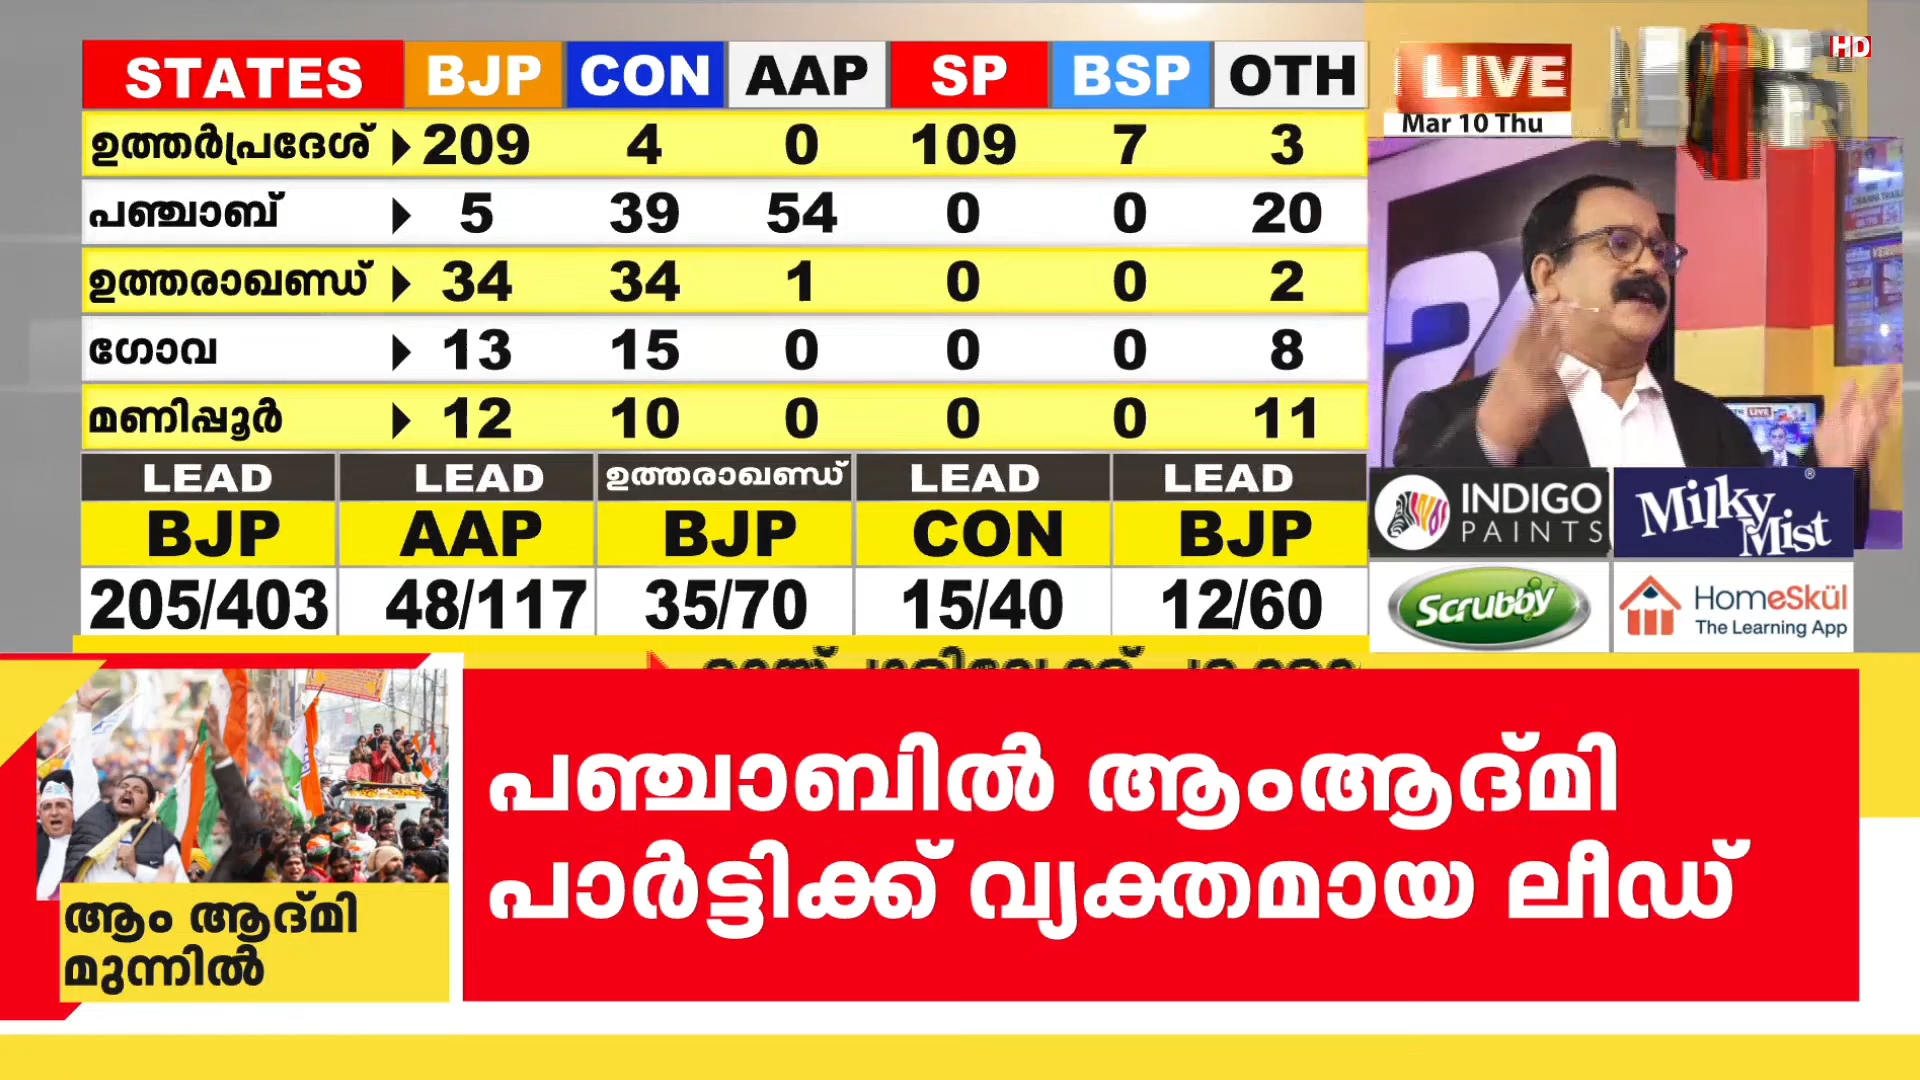 STATES BJP CON AAP SP BSP OTH
ഉത്തർപ്രദേശ് 209 4 0 109 7 3
പഞ്ചാബ് 5 39 54 0 0 20
ഉത്തരാഖണ്ഡ് 34 34 1 0 0 2
ഗോവ 13 15 0 0 0 8
മണിപ്പൂർ 12 10 0 0 0 11
LEAD LEAD ഉത്തരാഖണ്ഡ് LEAD LEAD
BJP AAP BJP CON BJP
205/403 48/117 35/70 15/40 12/60
LIVE
HD
Mar 10 Thu
INDIGO
PAINTS
Milky
Mist
Scrubby
HomeSkül
The Learning App
പഞ്ചാബിൽ ആംആദ്മി
പാർട്ടിക്ക് വ്യക്തമായ ലീഡ്
ആം ആദ്മി
മുന്നിൽ